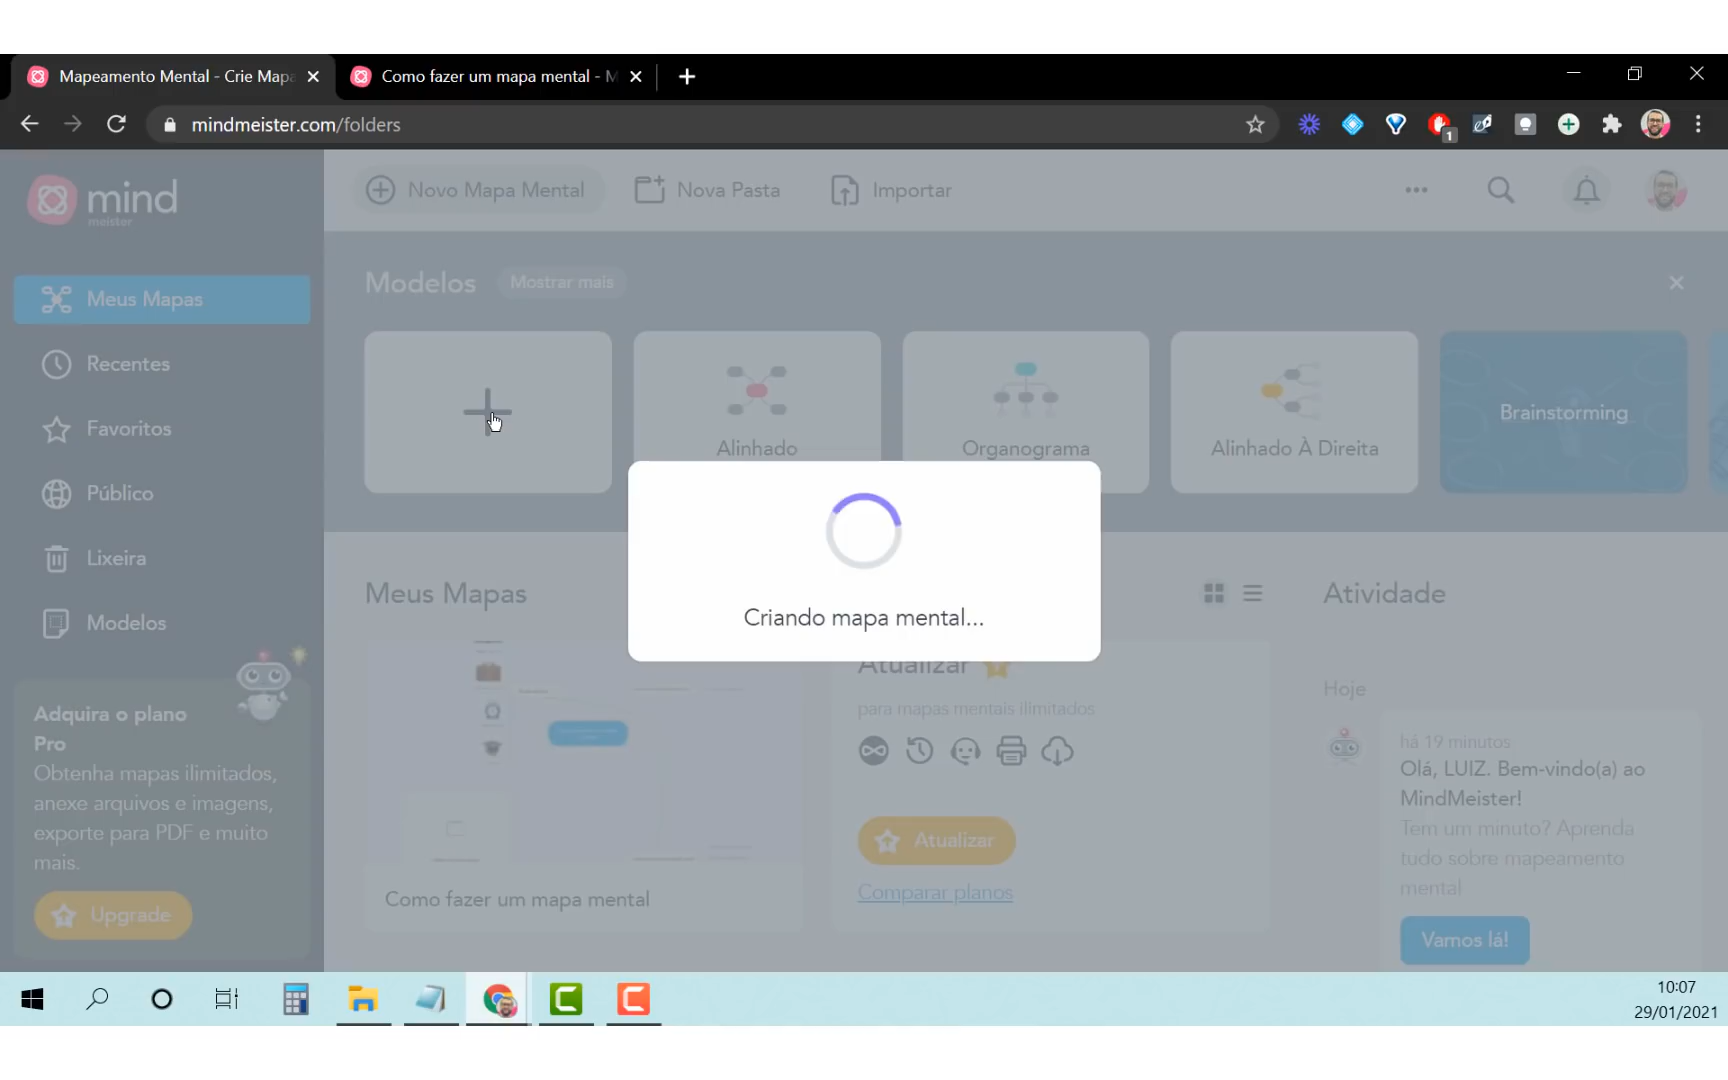 Mapeamento Mental - Crie Mapa
Como fazer um mapa mental - M
mindmeister.com/folders
1
mind
meister
Novo Mapa Mental
Nova Pasta
Importar
Meus Mapas
Recentes
Favoritos
Público
Lixeira
Modelos
Adquira o plano
Pro
Obtenha mapas ilimitados,
anexe arquivos e imagens,
exporte para PDF e muito
mais.
Upgrade
Modelos
Mostrar mais
Alinhado
Organograma
Alinhado À Direita
Brainstorming
Criando mapa mental...
Meus Mapas
Como fazer um mapa mental
Atualizar
para mapas mentais ilimitados
Atualizar
Comparar planos
Atividade
Hoje
há 19 minutos
Olá, LUIZ. Bem-vindo(a) ao
MindMeister!
Tem um minuto? Aprenda
tudo sobre mapeamento
mental
Vamos lá!
10:07
29/01/2021